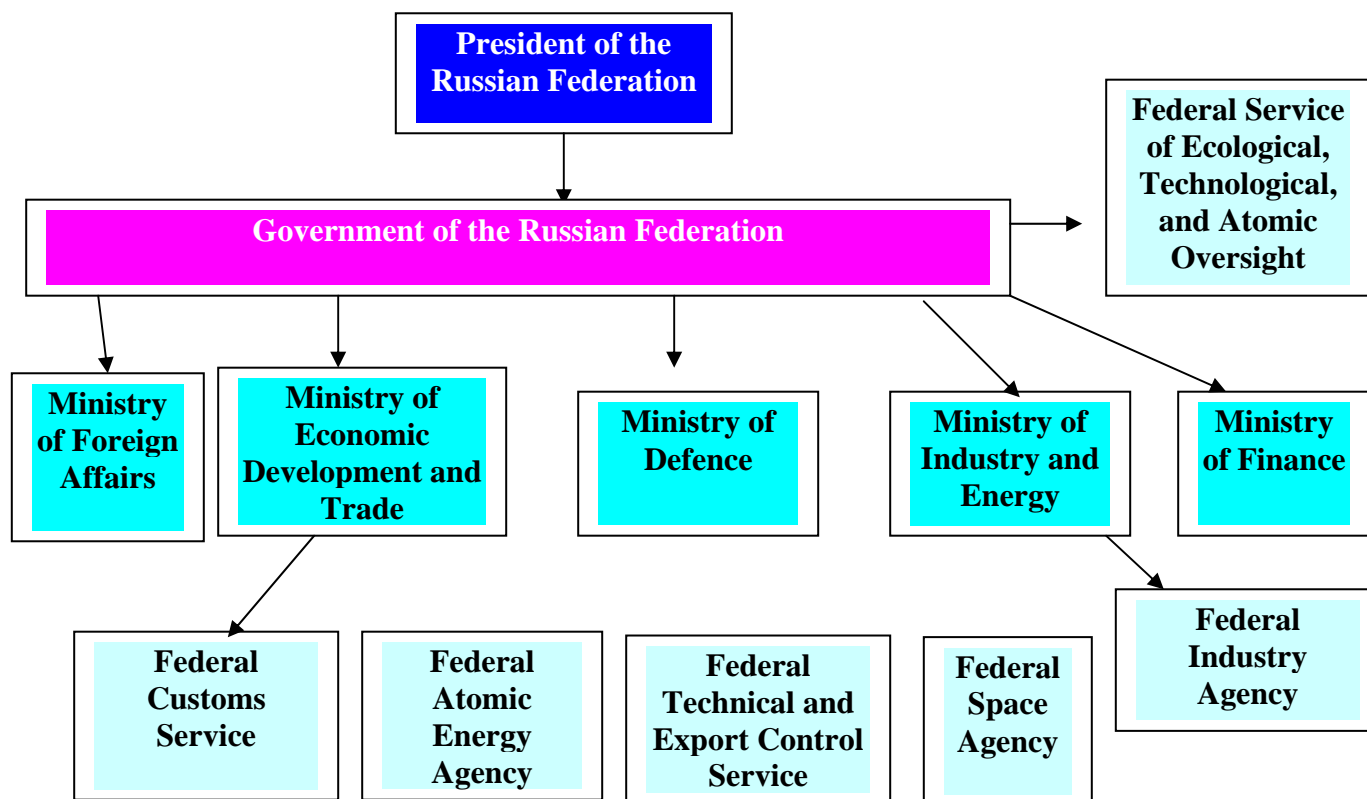 President of the
Russian Federation
Federal Service
of Ecological,
Technological,
and Atomic
Oversight
Government of the Russian Federation
Ministry
of Foreign
Affairs
Ministry of
Economic
Development and
Trade
Ministry of
Defence
Ministry of
Industry and
Energy
Ministry
of Finance
Federal
Customs
Service
Federal
Atomic
Energy
Agency
Federal
Technical and
Export Control
Service
Federal
Space
Agency
Federal
Industry
Agency